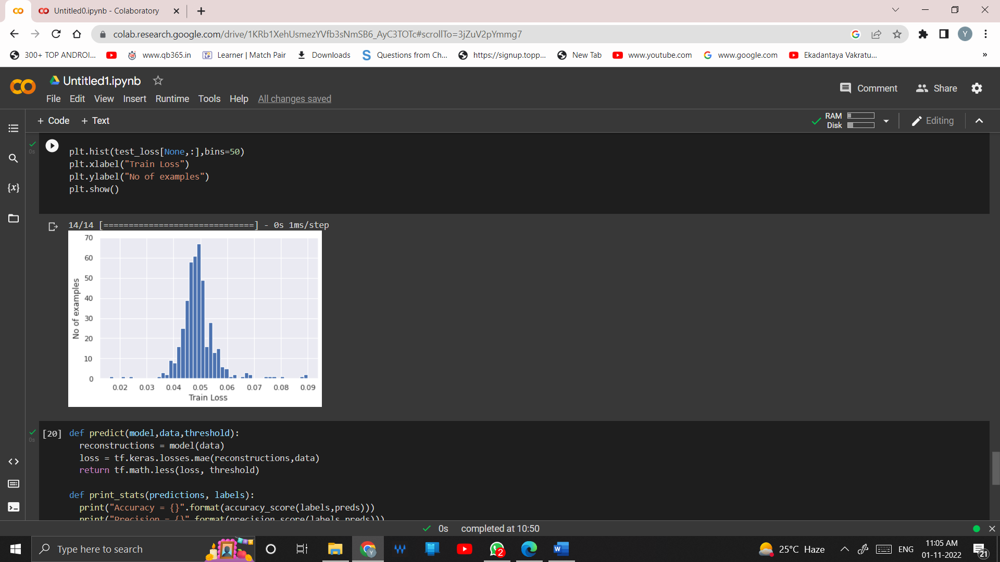 Untitled0.ipynb - Colaboratory
colab.research.google.com/drive/1KRb1XehUsmezYVfb3sNmSB6_AyC3TOTc#scrollTo=3jZuV2pYmmg7
Y
300+ TOP ANDROI...
www.qb365.in
Learner | Match Pair
Downloads
Questions from Ch...
https://signup.topp...
New Tab
www.youtube.com
www.google.com
Ekadantaya Vakratu...
»
Untitled1.ipynb
Comment
Share
File Edit View Insert Runtime Tools Help All changes saved
+ Code + Text
RAM
Disk
Editing
0s
plt.hist(test_loss[None,:],bins=50)
plt.xlabel("Train Loss")
plt.ylabel("No of examples")
plt.show()
{x}
14/14 [==============================] - 0s 1ms/step
70
60
50
40
30
20
10
0
No of examples
0.02 0.03 0.04 0.05 0.06 0.07 0.08 0.09
Train Loss
[20] def predict(model,data,threshold):
0s
reconstructions = model(data)
loss = tf.keras.losses.mae(reconstructions,data)
return tf.math.less(loss, threshold)
def print_stats(predictions, labels):
print("Accuracy = {}".format(accuracy_score(labels,preds)))
print("Precision = {}".format(precision_score(labels,preds)))
0s completed at 10:50
Type here to search
Y
2
W
25°C Haze
ENG
11:05 AM
01-11-2022
21